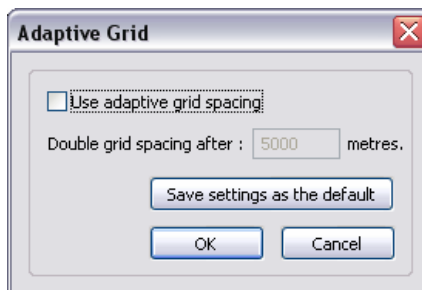 Adaptive Grid
Use adaptive grid spacing
Double grid spacing after : 5000 metres.
Save settings as the default
OK Cancel